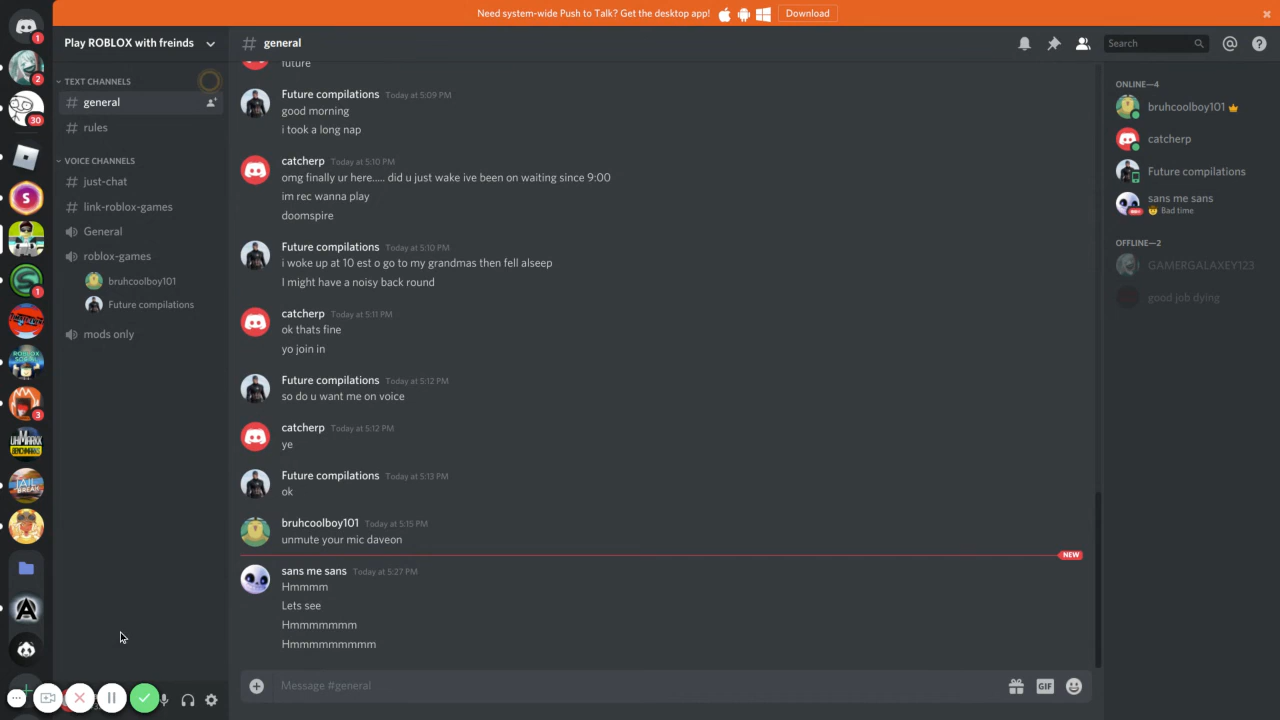 Need system-wide Push to Talk? Get the desktop app! Download
1
2
30
S
1
3
Play ROBLOX with freinds
TEXT CHANNELS
general
rules
VOICE CHANNELS
just-chat
link-roblox-games
General
roblox-games
bruhcoolboy101
Future compilations
mods only
general
Search
future
Future compilations Today at 5:09 PM
good morning
i took a long nap
catcherp Today at 5:10 PM
omg finally ur here..... did u just wake ive been on waiting since 9:00
im rec wanna play
doomspire
Future compilations Today at 5:10 PM
i woke up at 10 est o go to my grandmas then fell alseep
I might have a noisy back round
catcherp Today at 5:11 PM
ok thats fine
yo join in
Future compilations Today at 5:12 PM
so do u want me on voice
catcherp Today at 5:12 PM
ye
Future compilations Today at 5:13 PM
ok
bruhcoolboy101 Today at 5:15 PM
unmute your mic daveon
NEW
sans me sans Today at 5:27 PM
Hmmmm
Lets see
Hmmmmmmm
Hmmmmmmmmmm
Message #general
GIF
ONLINE—4
bruhcoolboy101
catcherp
Future compilations
sans me sans
Bad time
OFFLINE—2
GAMERGALAXEY123
good job dying